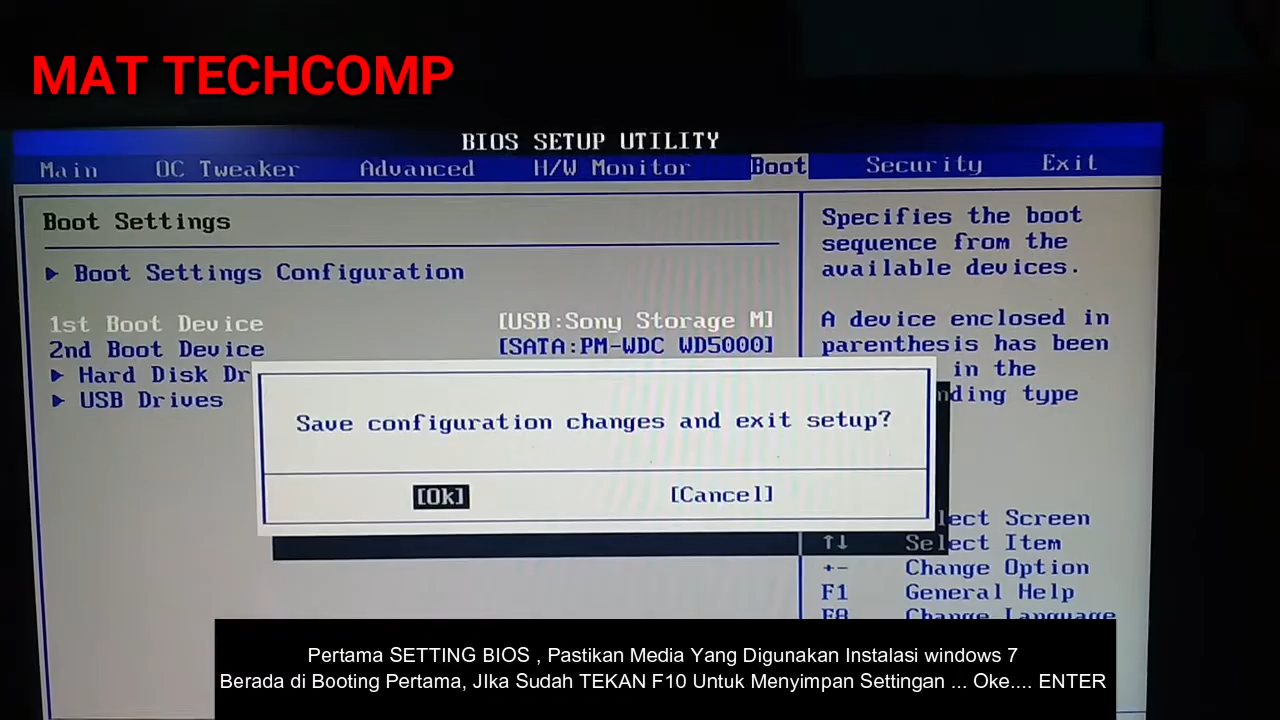 MAT TECHCOMP
BIOS SETUP UTILITY
Main OC Tweaker Advanced H/W Monitor Boot Security Exit
Boot Settings
▶ Boot Settings Configuration
1st Boot Device [USB:Sony Storage M]
2nd Boot Device [SATA:PM-WDC WD5000]
▶ Hard Disk Dr
▶ USB Drives
Specifies the boot
sequence from the
available devices.
A device enclosed in
parenthesis has been
in the
ding type
Save configuration changes and exit setup?
[Ok] [Cancel]
lect Screen
↑↓ Select Item
+- Change Option
F1 General Help
F8 Change Language
Pertama SETTING BIOS , Pastikan Media Yang Digunakan Instalasi windows 7
Berada di Booting Pertama, JIka Sudah TEKAN F10 Untuk Menyimpan Settingan ... Oke.... ENTER